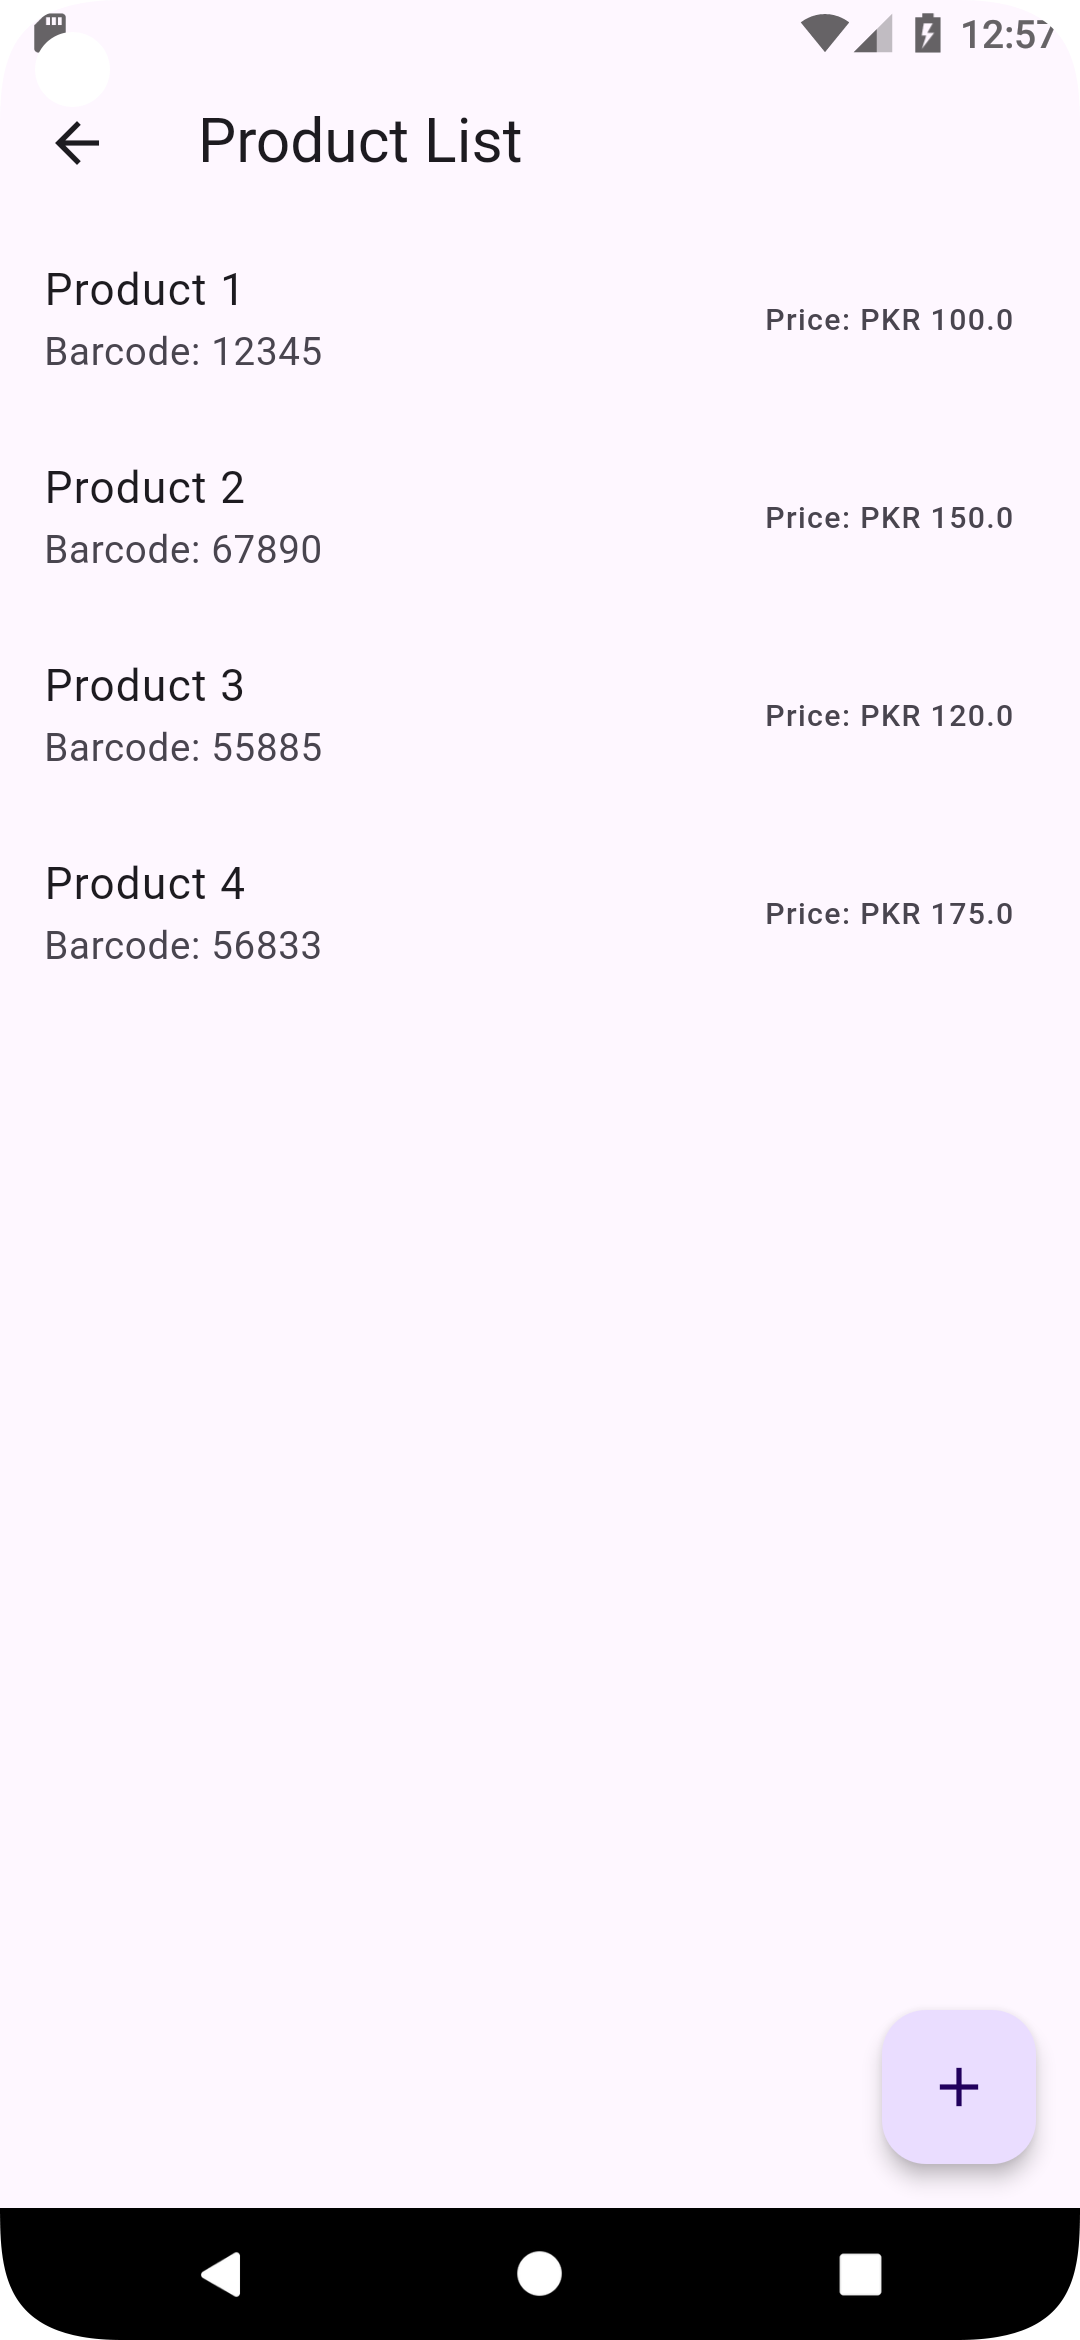 12:57
Product List
Product 1
Barcode: 12345
Price: PKR 100.0
Product 2
Barcode: 67890
Price: PKR 150.0
Product 3
Barcode: 55885
Price: PKR 120.0
Product 4
Barcode: 56833
Price: PKR 175.0